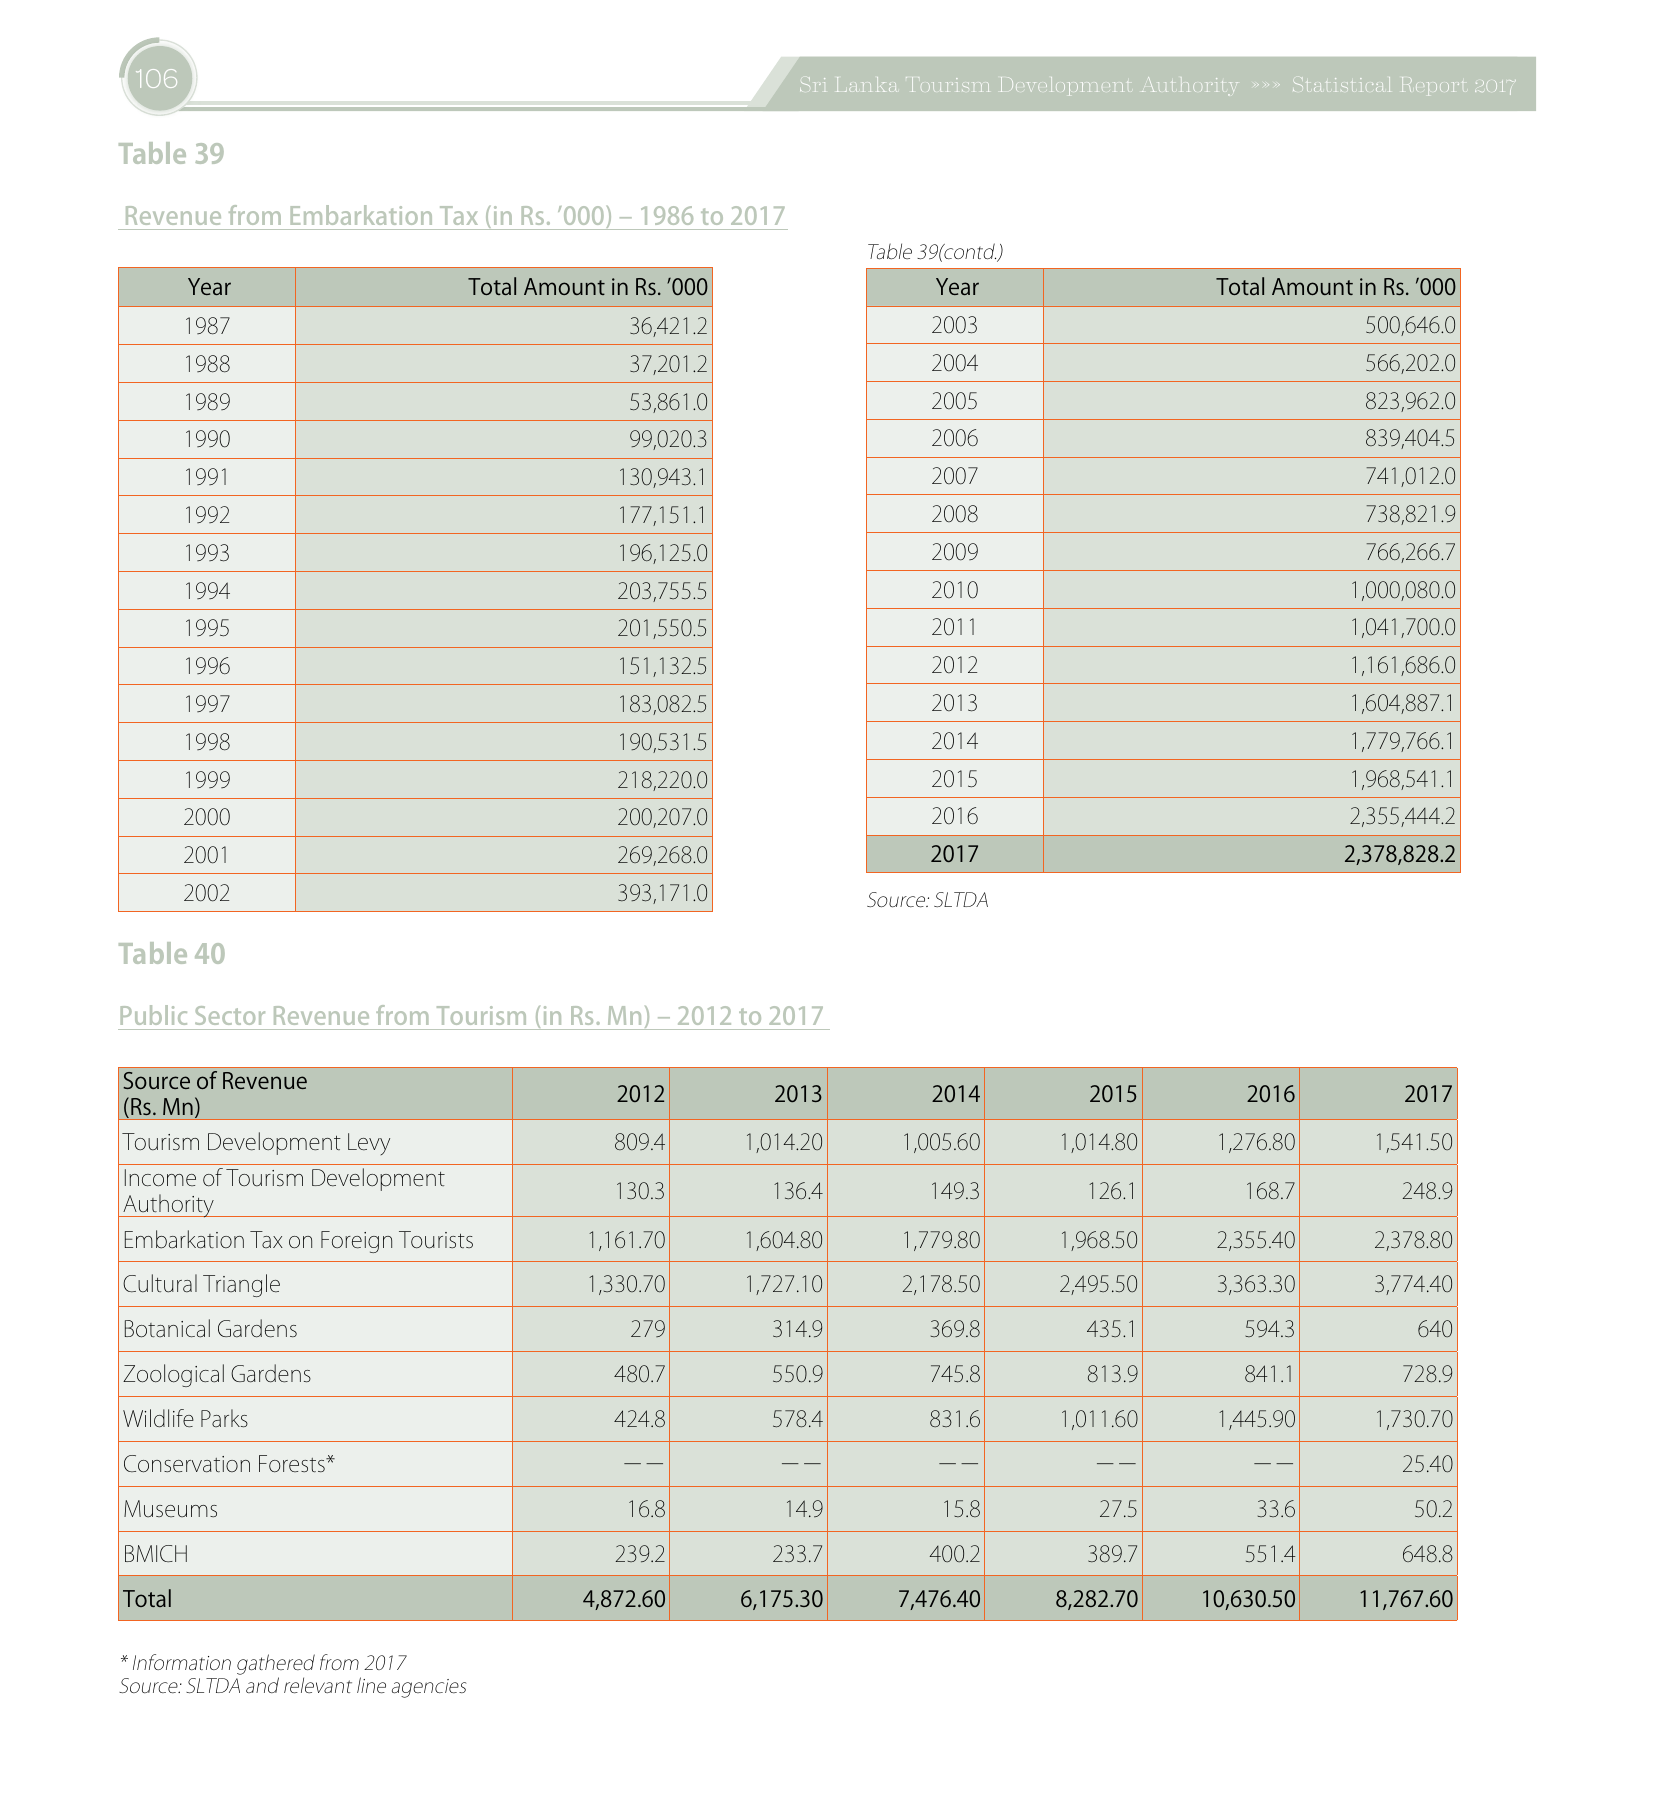 106
Sri Lanka Tourism Development Authority »»» Statistical Report 2017
Table 39
Revenue from Embarkation Tax (in Rs. ’000) – 1986 to 2017
Year Total Amount in Rs. ’000
1987 36,421.2
1988 37,201.2
1989 53,861.0
1990 99,020.3
1991 130,943.1
1992 177,151.1
1993 196,125.0
1994 203,755.5
1995 201,550.5
1996 151,132.5
1997 183,082.5
1998 190,531.5
1999 218,220.0
2000 200,207.0
2001 269,268.0
2002 393,171.0
Table 39(contd.)
Year Total Amount in Rs. ’000
2003 500,646.0
2004 566,202.0
2005 823,962.0
2006 839,404.5
2007 741,012.0
2008 738,821.9
2009 766,266.7
2010 1,000,080.0
2011 1,041,700.0
2012 1,161,686.0
2013 1,604,887.1
2014 1,779,766.1
2015 1,968,541.1
2016 2,355,444.2
2017 2,378,828.2
Source: SLTDA
Table 40
Public Sector Revenue from Tourism (in Rs. Mn) – 2012 to 2017
Source of Revenue
(Rs. Mn) 2012 2013 2014 2015 2016 2017
Tourism Development Levy 809.4 1,014.20 1,005.60 1,014.80 1,276.80 1,541.50
Income of Tourism Development
Authority 130.3 136.4 149.3 126.1 168.7 248.9
Embarkation Tax on Foreign Tourists 1,161.70 1,604.80 1,779.80 1,968.50 2,355.40 2,378.80
Cultural Triangle 1,330.70 1,727.10 2,178.50 2,495.50 3,363.30 3,774.40
Botanical Gardens 279 314.9 369.8 435.1 594.3 640
Zoological Gardens 480.7 550.9 745.8 813.9 841.1 728.9
Wildlife Parks 424.8 578.4 831.6 1,011.60 1,445.90 1,730.70
Conservation Forests* — — — — — — — — — — 25.40
Museums 16.8 14.9 15.8 27.5 33.6 50.2
BMICH 239.2 233.7 400.2 389.7 551.4 648.8
Total 4,872.60 6,175.30 7,476.40 8,282.70 10,630.50 11,767.60
* Information gathered from 2017
Source: SLTDA and relevant line agencies